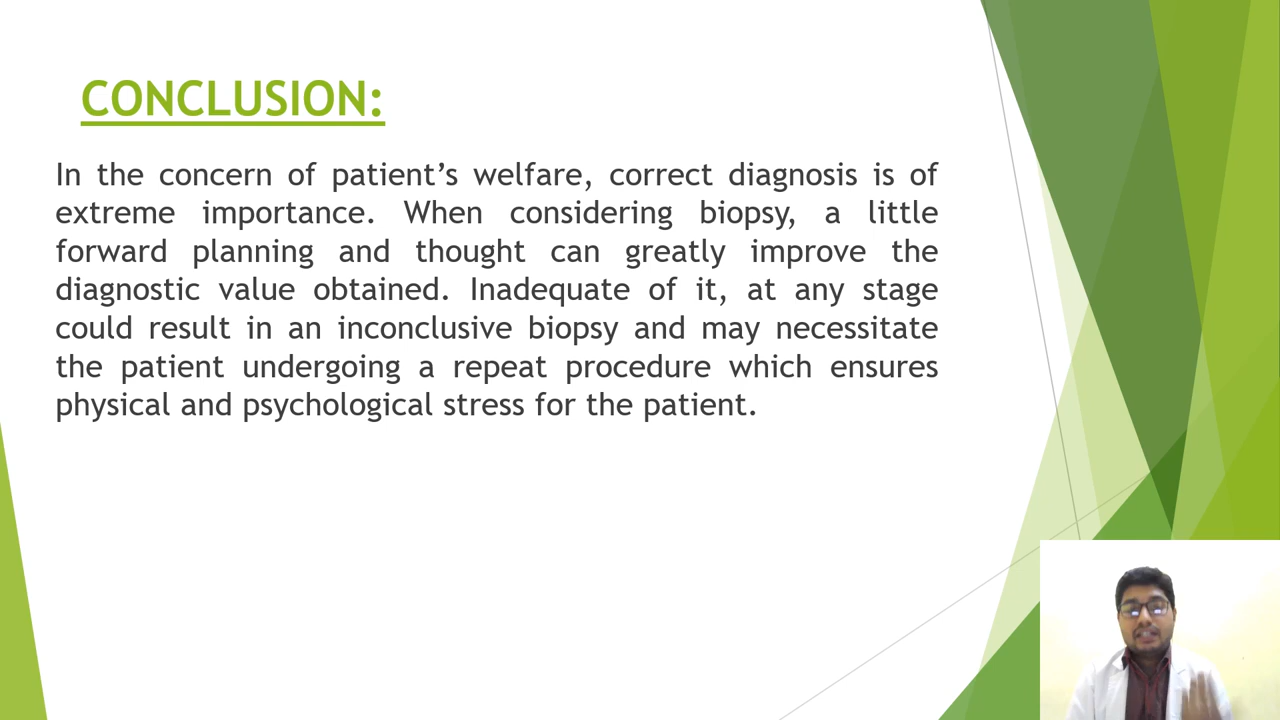 CONCLUSION:
In the concern of patient’s welfare, correct diagnosis is of
extreme importance. When considering biopsy, a little
forward planning and thought can greatly improve the
diagnostic value obtained. Inadequate of it, at any stage
could result in an inconclusive biopsy and may necessitate
the patient undergoing a repeat procedure which ensures
physical and psychological stress for the patient.